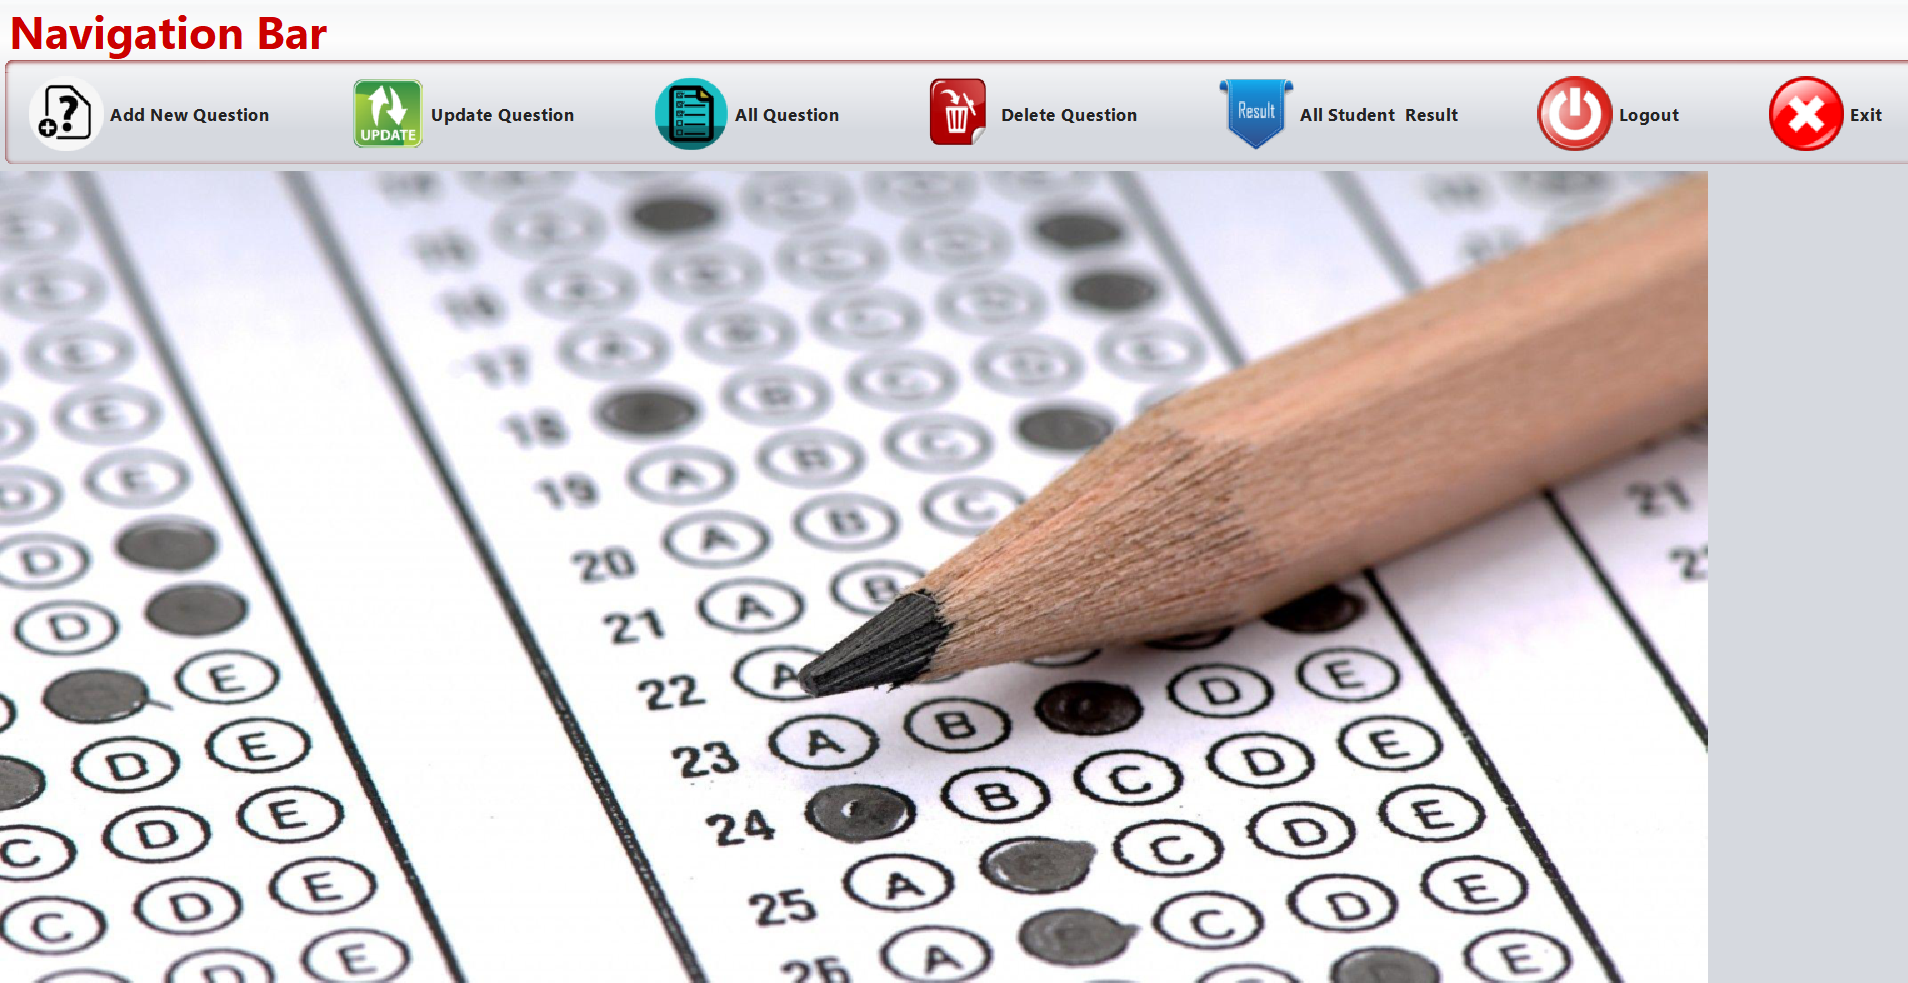 Navigation Bar
Add New Question
UPDATE
Update Question
All Question
Delete Question
Result
All Student Result
Logout
Exit
17
18
19 A B C
20 A B C
21 A B
22 A
23 A B D E
24 B C D E
25 A C D E
26 A C D E
E
E
E
E
D E
D
D
E
D E
C D E
C D E
D E
21